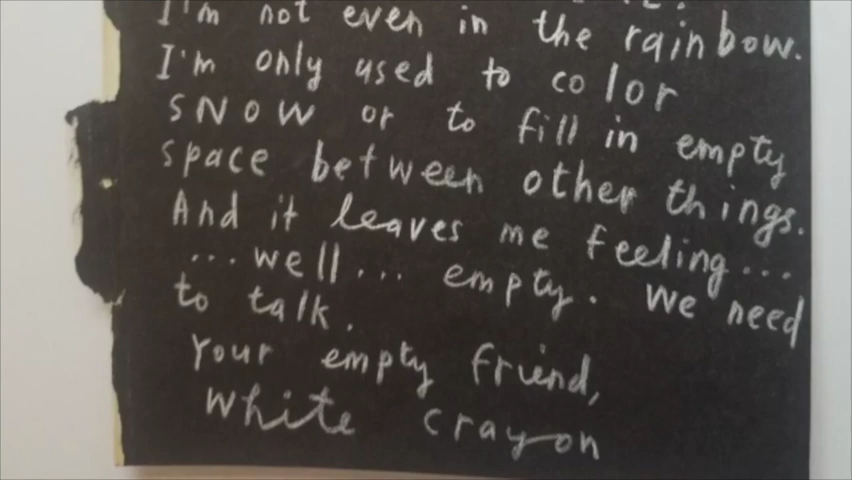 I'm not even in the rainbow.
I'm only used to color
SNOW or to fill in empty
space between other things.
And it leaves me feeling...
...well... empty. We need
to talk.
Your empty friend,
White crayon